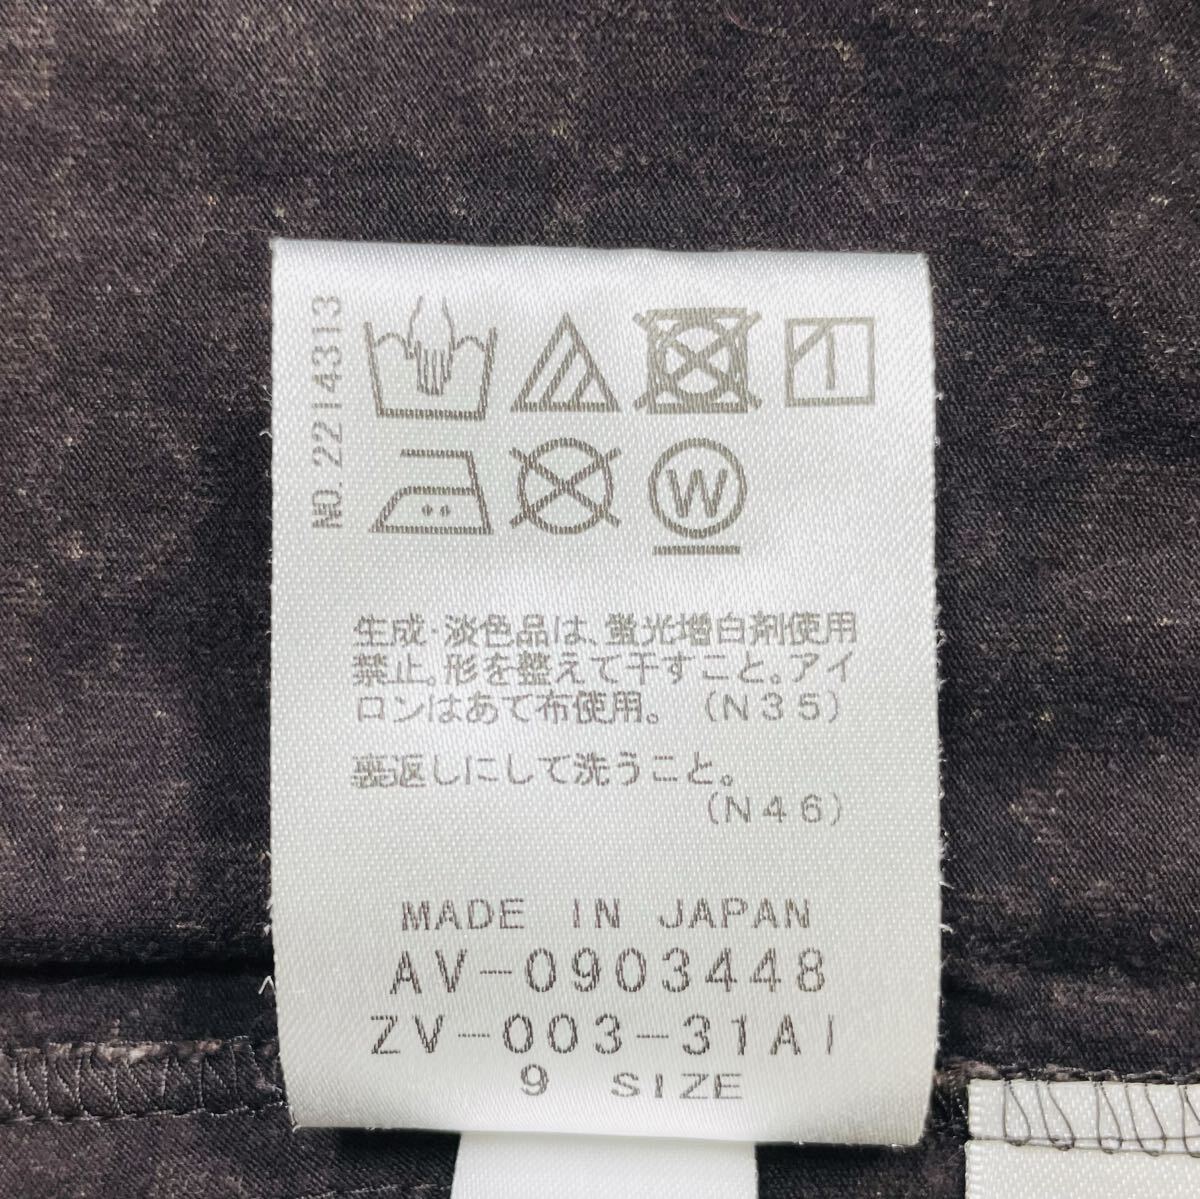 NO.22143313
W
生成・淡色品は、蛍光増白剤使用
禁止。形を整えて干すこと。アイ
ロンはあて布使用。（N35）
裏返しにして洗うこと。
（N46）
MADE IN JAPAN
AV-0903448
ZV-003-31AI
9 SIZE